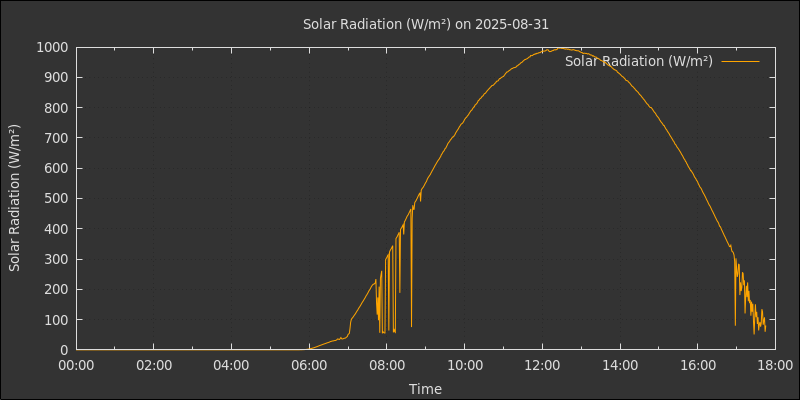 Solar Radiation (W/m²) on 2025-08-31
Solar Radiation (W/m²)
Solar Radiation (W/m²)
1000
900
800
700
600
500
400
300
200
100
0
00:00 02:00 04:00 06:00 08:00 10:00 12:00 14:00 16:00 18:00
Time